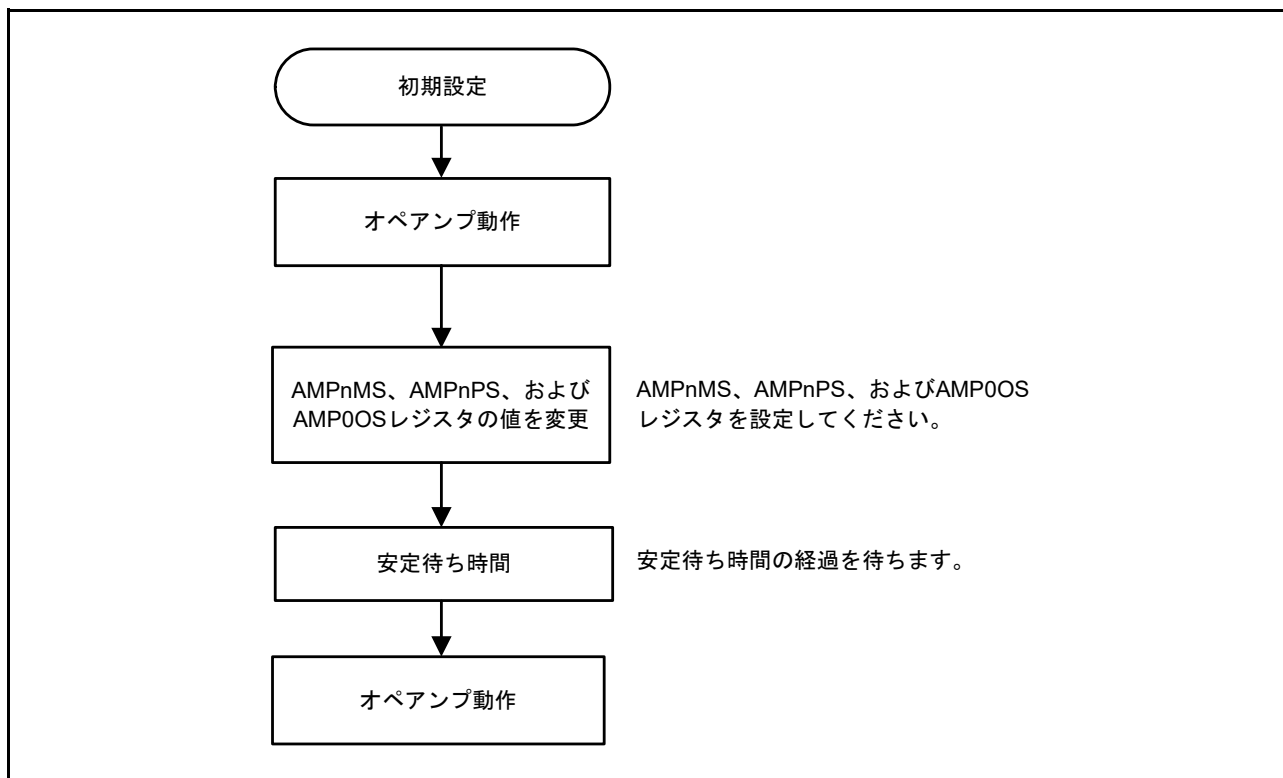 初期設定
オペアンプ動作
AMPnMS、AMPnPS、および
AMP0OSレジスタの値を変更
AMPnMS、AMPnPS、およびAMP0OS
レジスタを設定してください。
安定待ち時間
安定待ち時間の経過を待ちます。
オペアンプ動作